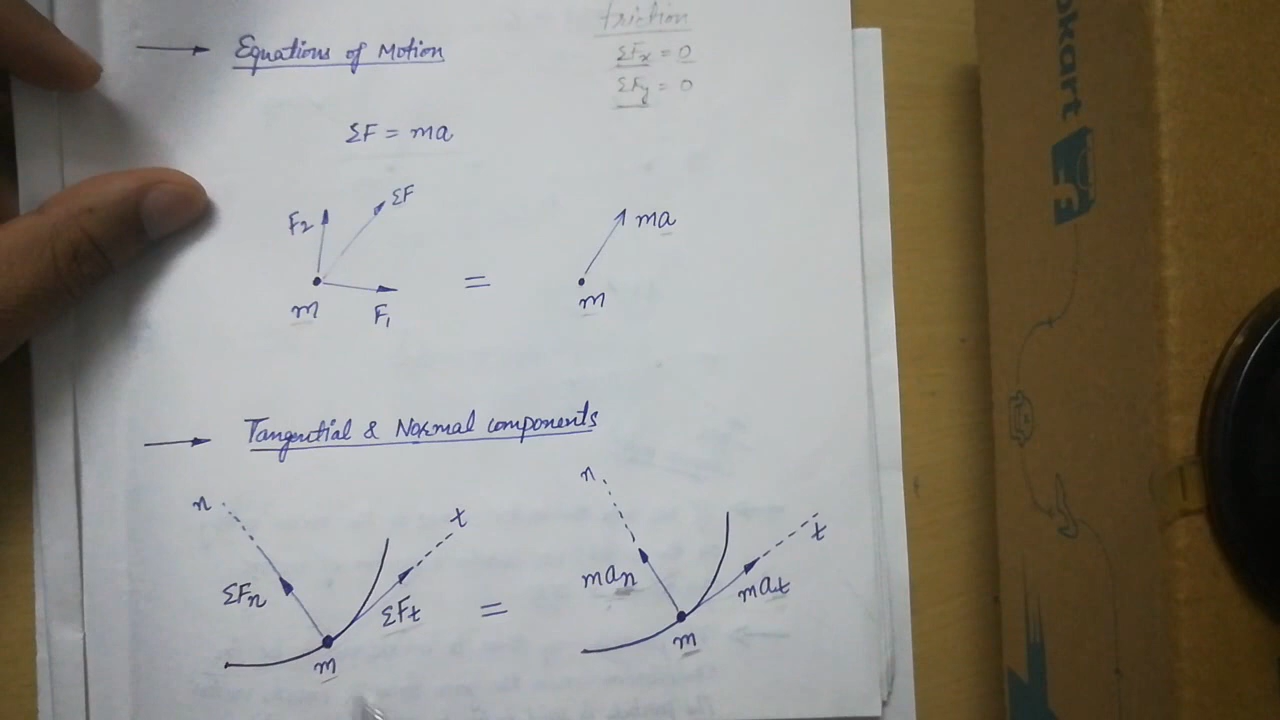 friction
ΣFx = 0
ΣFy = 0
Equations of Motion
ΣF = ma
F2
ΣF
m
F1
=
ma
m
Tangential & Normal components
n
t
ΣFn
ΣFt
m
=
n
t
man
mat
m
okart